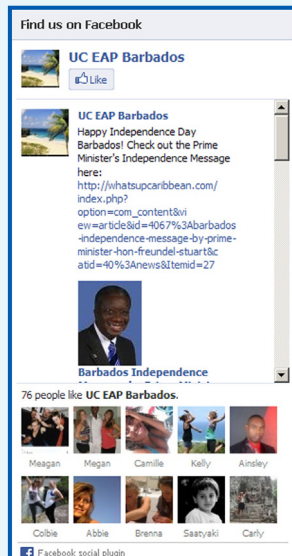 Find us on Facebook
UC EAP Barbados
Like
UC EAP Barbados
Happy Independence Day
Barbados! Check out the Prime
Minister's Independence Message
here:
http://whatsupcaribbean.com/
index.php?
option=com_content&vi
ew=article&id=4067%3Abarbados
-independence-message-by-prime-
minister-hon-freundel-stuart&c
atid=40%3Anews&Itemid=27
Barbados Independence
76 people like UC EAP Barbados.
Meagan Megan Camille Kelly Ainsley
Colbie Abbie Brenna Saatyaki Carly
Facebook social plugin